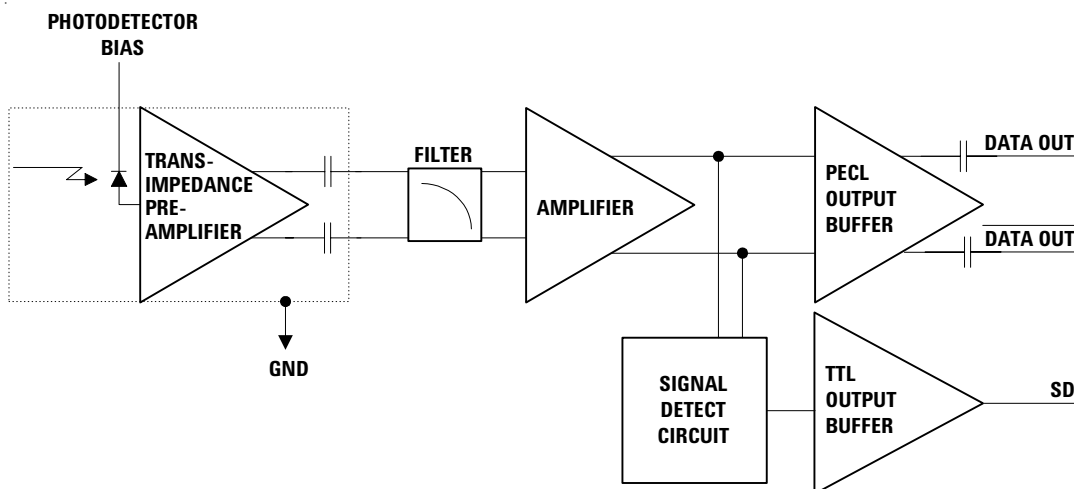 PHOTODETECTOR
BIAS
TRANS-
IMPEDANCE
PRE-
AMPLIFIER
GND
FILTER
AMPLIFIER
PECL
OUTPUT
BUFFER
DATA OUT
DATA OUT
SIGNAL
DETECT
CIRCUIT
TTL
OUTPUT
BUFFER
SD